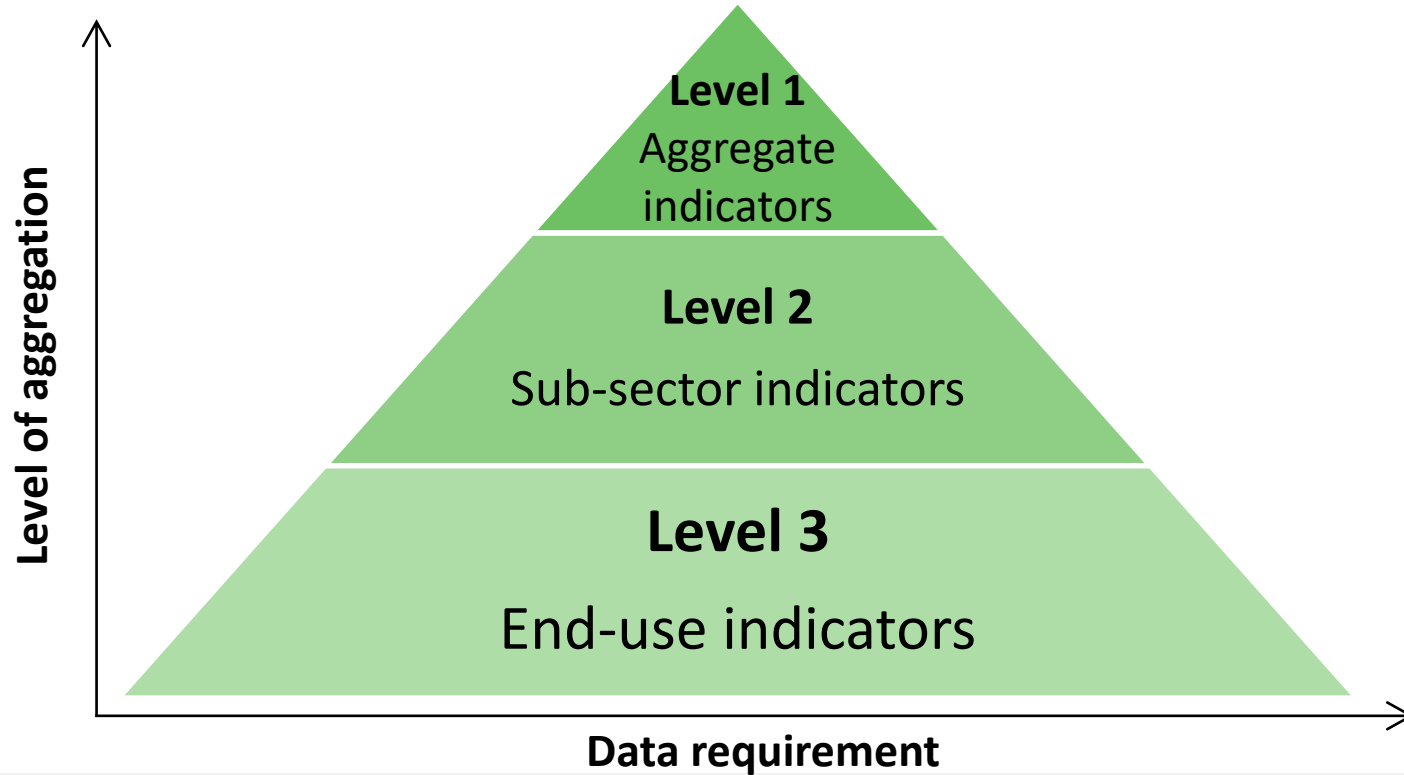 Level of aggregation
Level 1
Aggregate
indicators
Level 2
Sub-sector indicators
Level 3
End-use indicators
Data requirement